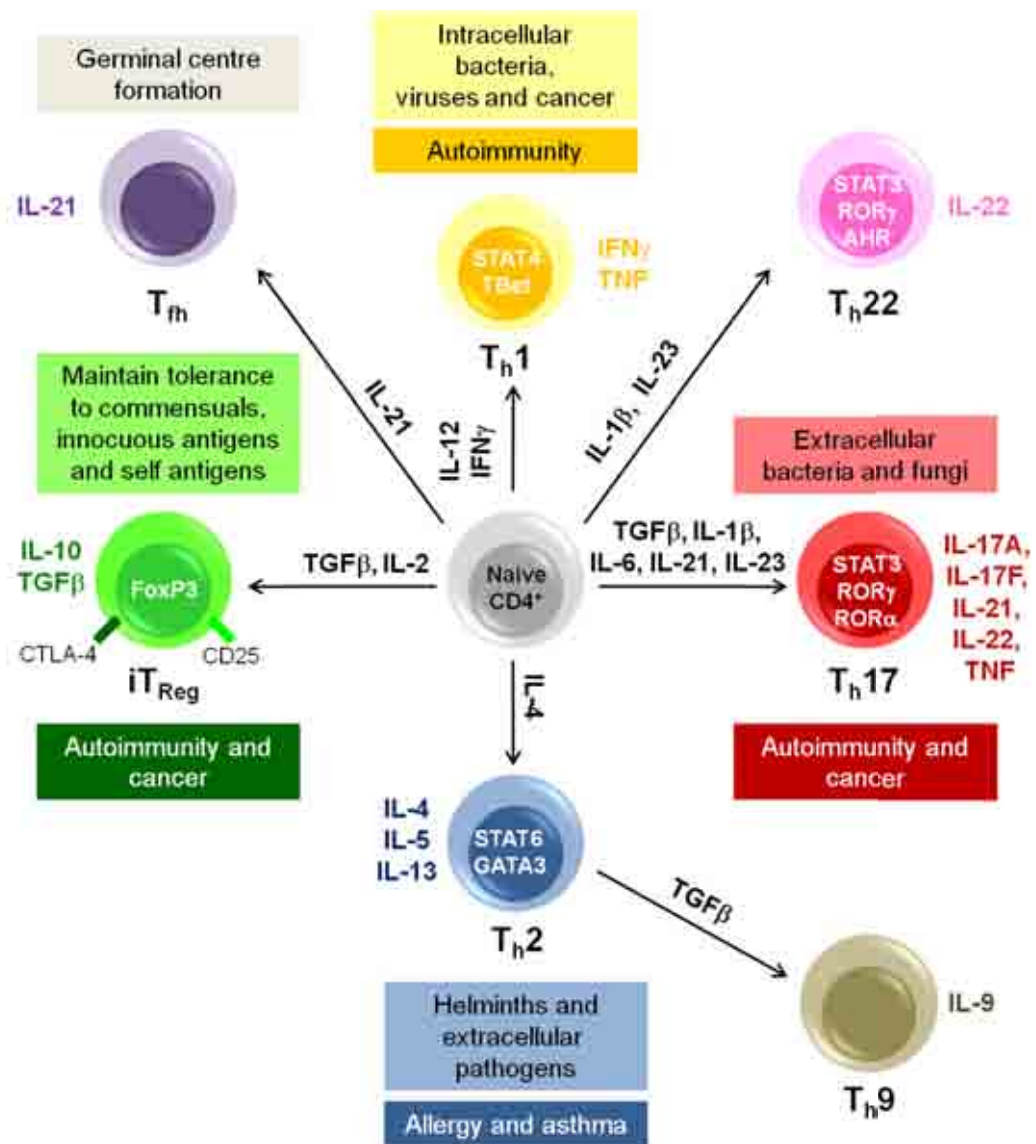 Germinal centre
formation
IL-21
Tfh
Intracellular
bacteria,
viruses and cancer
Autoimmunity
STAT4
TBet
IFNγ
TNF
Th1
STAT3
RORγ
AHR
IL-22
Th22
Maintain tolerance
to commensuals,
innocuous antigens
and self antigens
IL-21
IL-12
IFNγ
IL-1β, IL-23
Extracellular
bacteria and fungi
IL-10
TGFβ
FoxP3
CTLA-4
CD25
iTReg
TGFβ, IL-2
Naive
CD4+
TGFβ, IL-1β,
IL-6, IL-21, IL-23
STAT3
RORγ
RORα
IL-17A,
IL-17F,
IL-21,
IL-22,
TNF
Th17
Autoimmunity and
cancer
IL-4
Autoimmunity and
cancer
IL-4
IL-5
IL-13
STAT6
GATA3
Th2
TGFβ
IL-9
Th9
Helminths and
extracellular
pathogens
Allergy and asthma